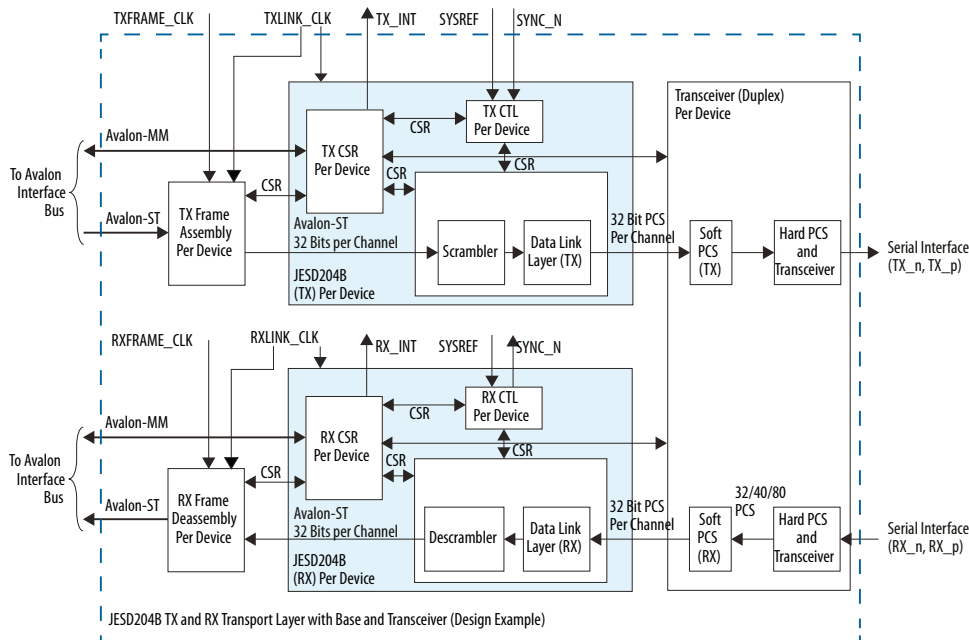 TXFRAME_CLK
TXLINK_CLK
TX_INT
SYSREF
SYNC_N
Transceiver (Duplex)
Per Device
TX CTL
Per Device
CSR
Avalon-MM
TX CSR
Per Device
CSR
To Avalon
Interface
Bus
CSR
CSR
Avalon-ST
TX Frame
Assembly
Per Device
Avalon-ST
32 Bits per Channel
32 Bit PCS
Per Channel
Scrambler
Data Link
Layer (TX)
Soft
PCS
(TX)
Hard PCS
and
Transceiver
Serial Interface
(TX_n, TX_p)
JESD204B
(TX) Per Device
RXFRAME_CLK
RXLINK_CLK
RX_INT
SYSREF
SYNC_N
RX CTL
Per Device
CSR
Avalon-MM
RX CSR
Per Device
CSR
To Avalon
Interface
Bus
CSR
CSR
Avalon-ST
RX Frame
Deassembly
Per Device
Avalon-ST
32 Bits per Channel
32 Bit PCS
Per Channel
32/40/80
PCS
Descrambler
Data Link
Layer (RX)
Soft
PCS
(RX)
Hard PCS
and
Transceiver
Serial Interface
(RX_n, RX_p)
JESD204B
(RX) Per Device
JESD204B TX and RX Transport Layer with Base and Transceiver (Design Example)